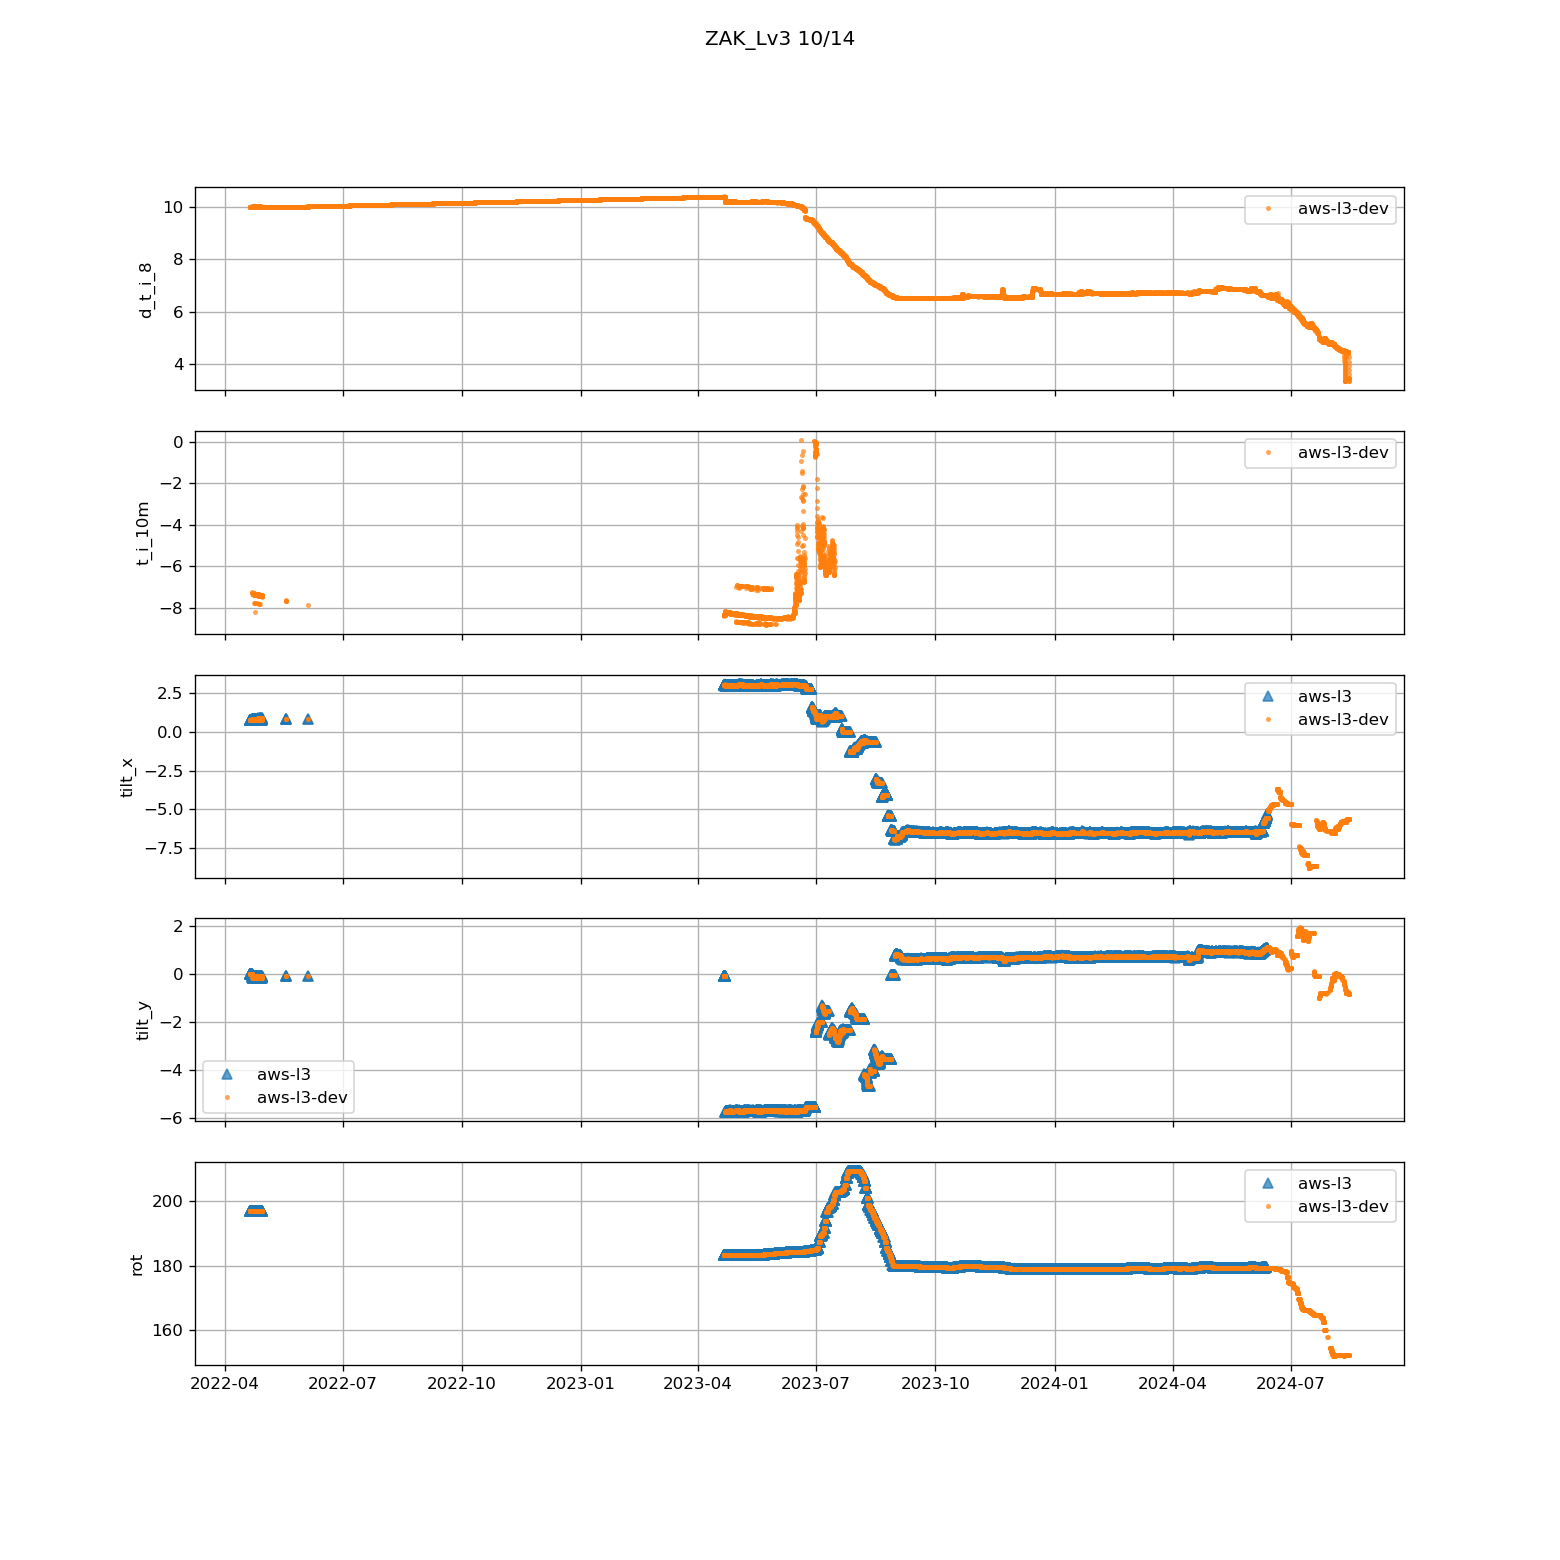 ZAK_Lv3 10/14
d_t_i_8
10
8
6
4
aws-l3-dev
t_i_10m
0
−2
−4
−6
−8
aws-l3-dev
tilt_x
2.5
0.0
−2.5
−5.0
−7.5
aws-l3
aws-l3-dev
tilt_y
2
0
−2
−4
−6
aws-l3
aws-l3-dev
rot
200
180
160
aws-l3
aws-l3-dev
2022-04 2022-07 2022-10 2023-01 2023-04 2023-07 2023-10 2024-01 2024-04 2024-07